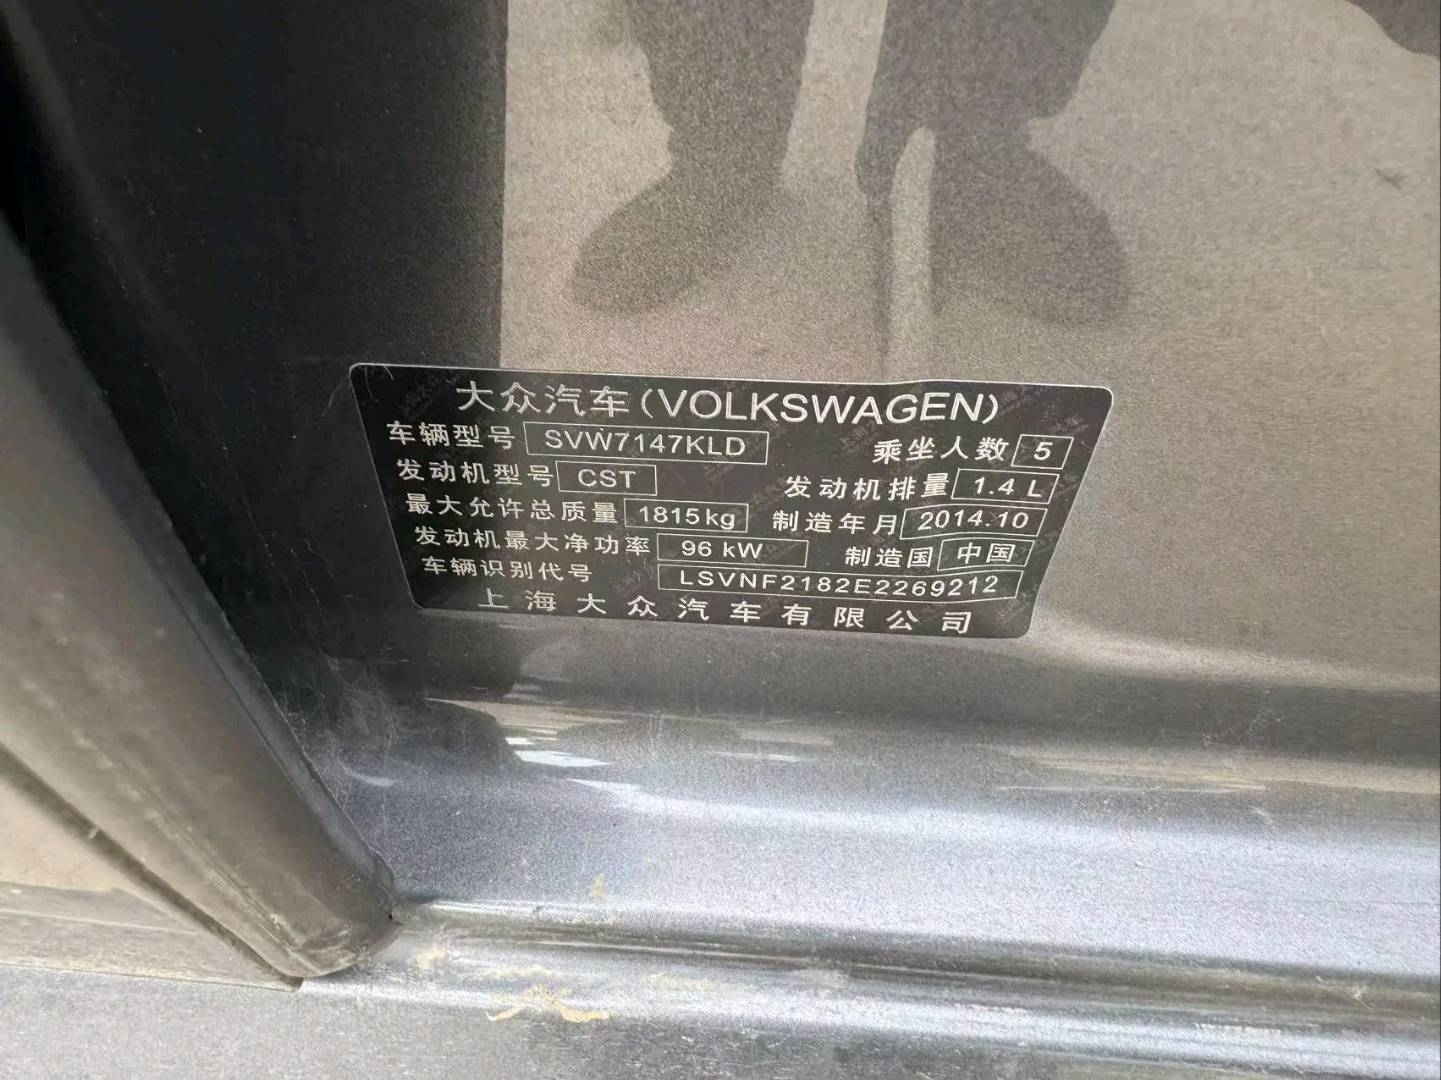 大众汽车(VOLKSWAGEN)
车辆型号 SVW7147KLD 乘坐人数 5
发动机型号 CST 发动机排量 1.4 L
最大允许总质量 1815kg 制造年月 2014.10
发动机最大净功率 96 kW 制造国 中国
车辆识别代号 LSVNF2182E2269212
上海大众汽车有限公司